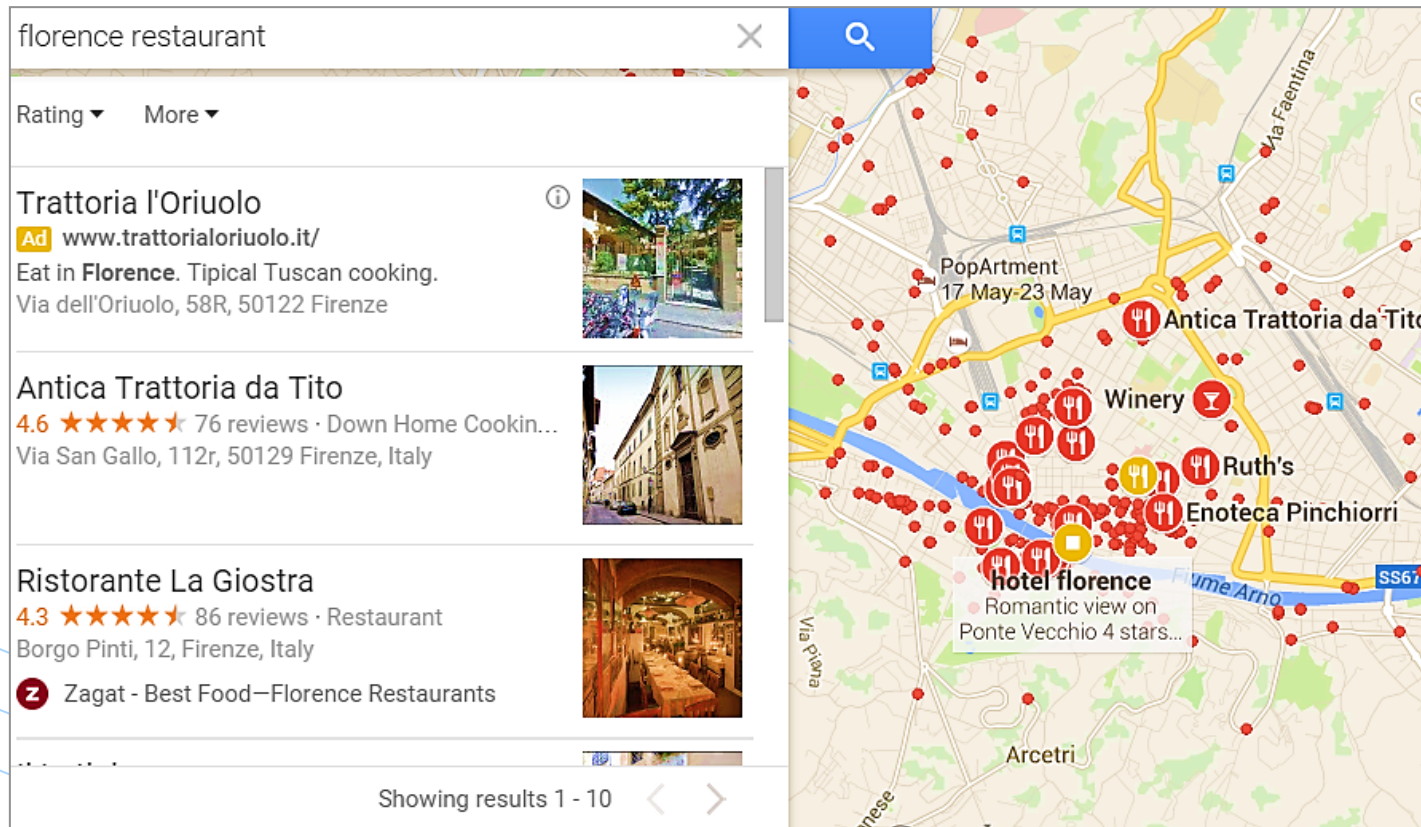 florence restaurant
Rating
More
Trattoria l'Oriuolo
Ad www.trattorialoriuolo.it/
Eat in Florence. Tipical Tuscan cooking.
Via dell'Oriuolo, 58R, 50122 Firenze
Antica Trattoria da Tito
4.6 76 reviews · Down Home Cookin...
Via San Gallo, 112r, 50129 Firenze, Italy
Ristorante La Giostra
4.3 86 reviews · Restaurant
Borgo Pinti, 12, Firenze, Italy
Z Zagat - Best Food—Florence Restaurants
Showing results 1 - 10
Via Faentina
PopArtment
17 May-23 May
Antica Trattoria da Tito
Winery
Ruth's
Enoteca Pinchiorri
SS67
Fiume Arno
hotel florence
Romantic view on
Ponte Vecchio 4 stars...
Via Piana
Arcetri